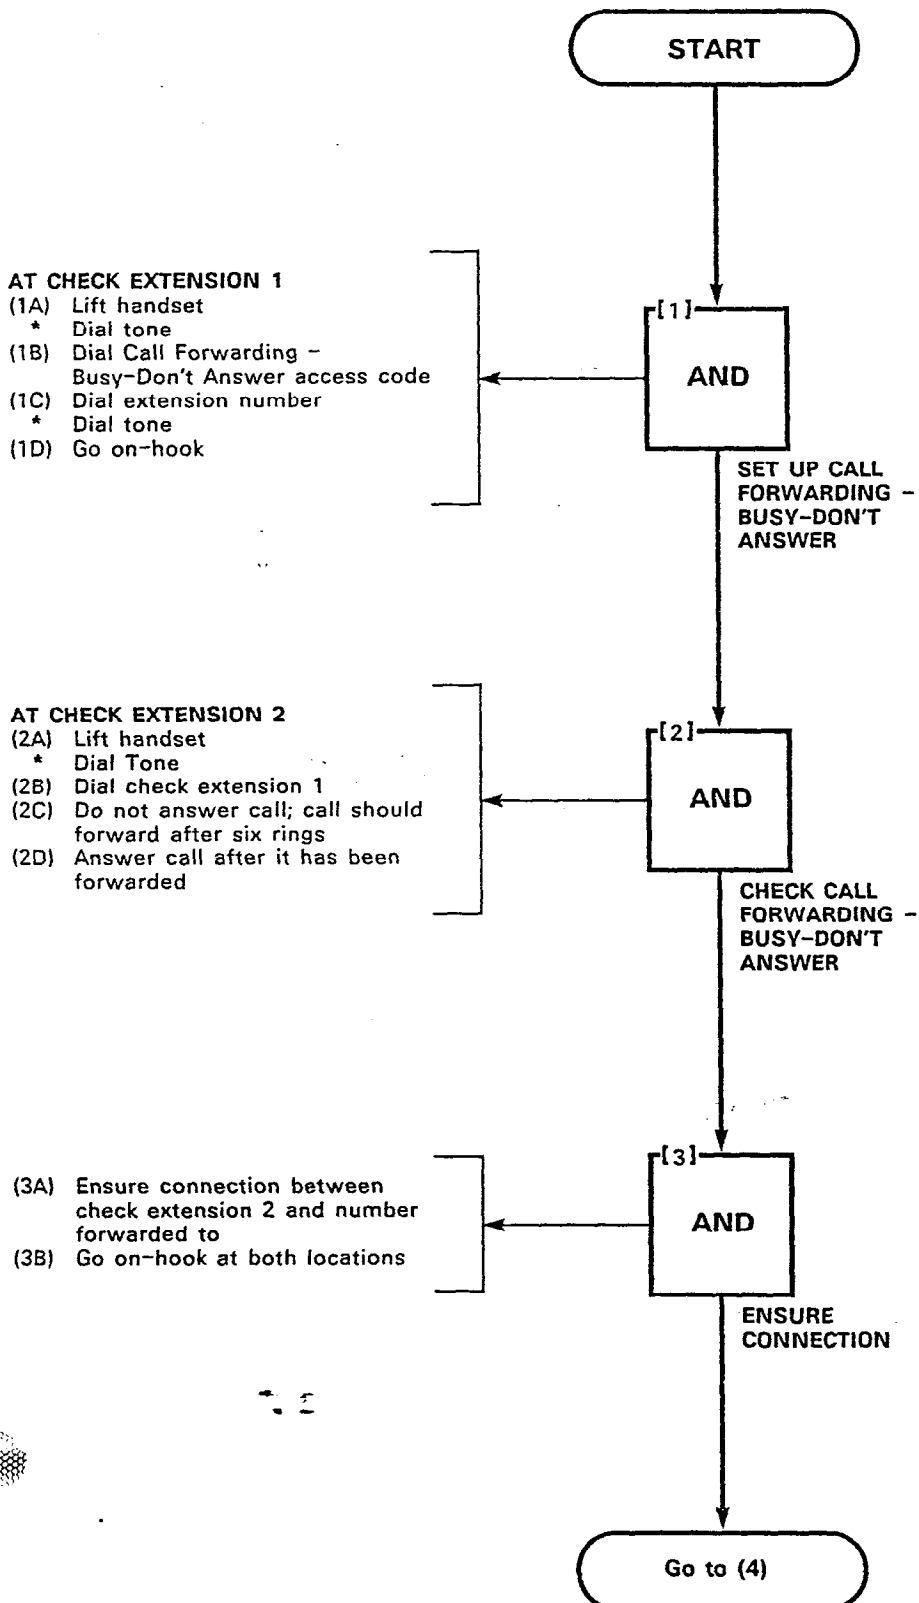 START
AT CHECK EXTENSION 1
(1A) Lift handset
* Dial tone
(1B) Dial Call Forwarding -
Busy-Don't Answer access code
(1C) Dial extension number
* Dial tone
(1D) Go on-hook
[1]
AND
SET UP CALL
FORWARDING -
BUSY-DON'T
ANSWER
AT CHECK EXTENSION 2
(2A) Lift handset
* Dial Tone
(2B) Dial check extension 1
(2C) Do not answer call; call should
forward after six rings
(2D) Answer call after it has been
forwarded
[2]
AND
CHECK CALL
FORWARDING -
BUSY-DON'T
ANSWER
(3A) Ensure connection between
check extension 2 and number
forwarded to
(3B) Go on-hook at both locations
[3]
AND
ENSURE
CONNECTION
Go to (4)